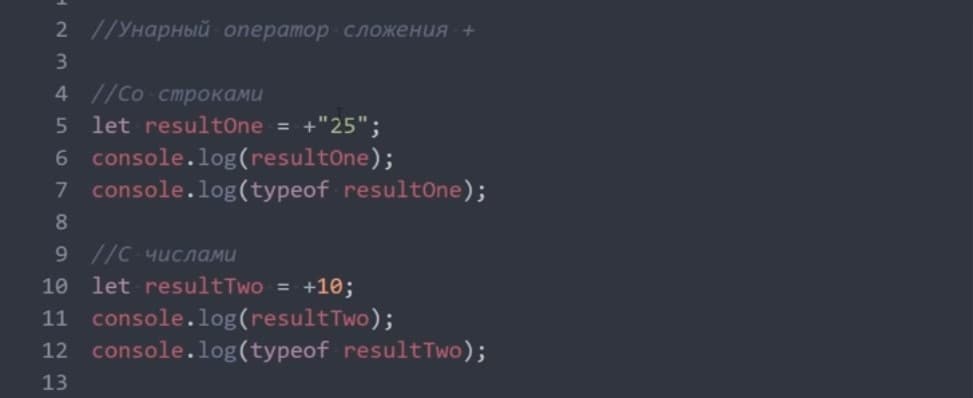 2 //Унарный оператор сложения +
3
4 //Со строками
5 let resultOne = +"25";
6 console.log(resultOne);
7 console.log(typeof resultOne);
8
9 //С числами
10 let resultTwo = +10;
11 console.log(resultTwo);
12 console.log(typeof resultTwo);
13